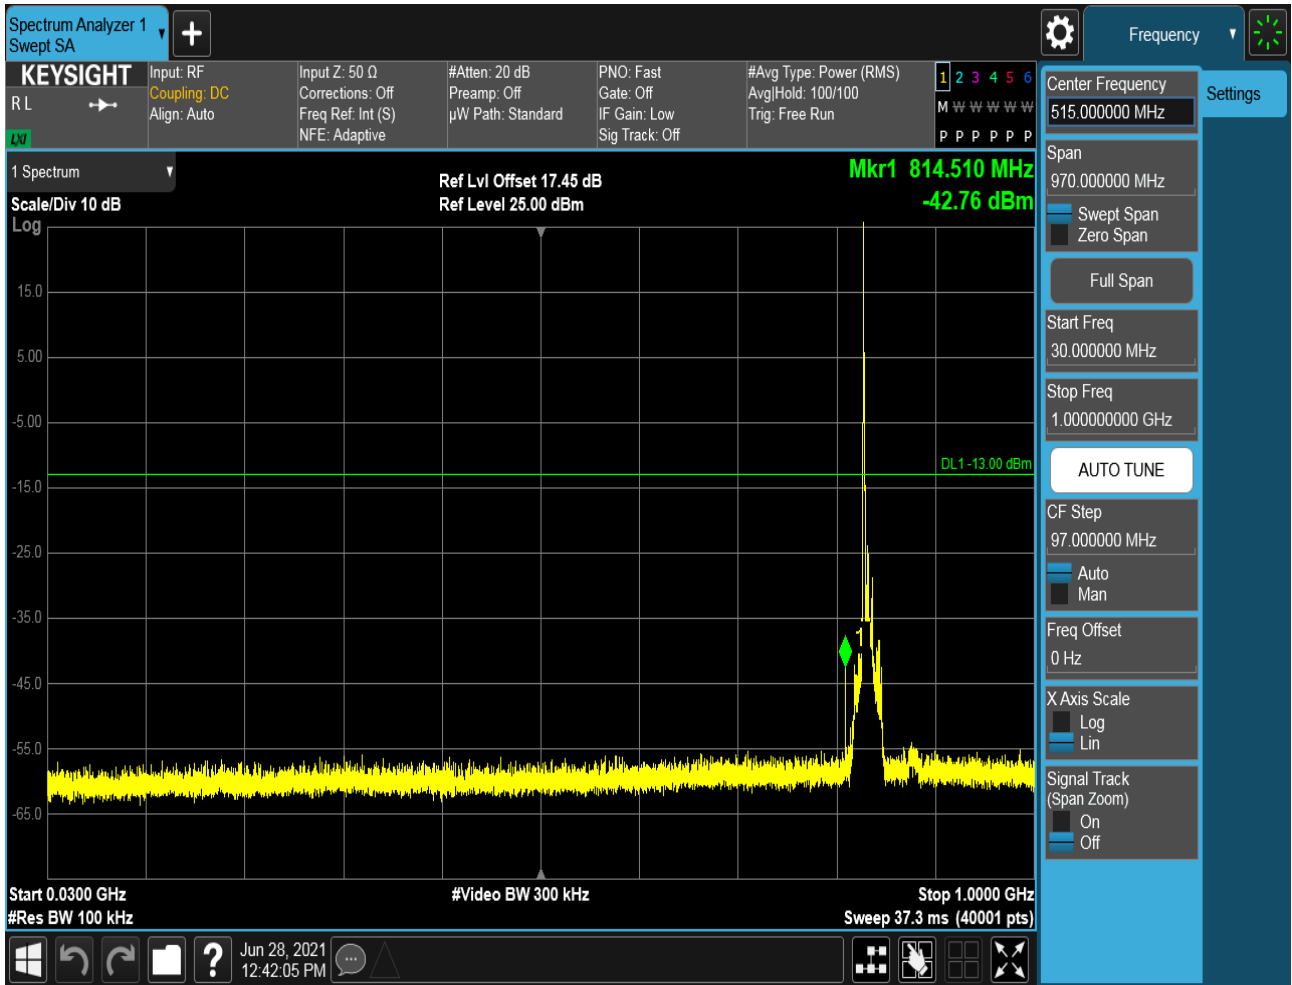 Spectrum Analyzer 1
Swept SA
Frequency
KEYSIGHT
R L
LXI
Input: RF
Coupling: DC
Align: Auto
Input Z: 50 Ω
Corrections: Off
Freq Ref: Int (S)
NFE: Adaptive
#Atten: 20 dB
Preamp: Off
µW Path: Standard
PNO: Fast
Gate: Off
IF Gain: Low
Sig Track: Off
#Avg Type: Power (RMS)
Avg|Hold: 100/100
Trig: Free Run
1 2 3 4 5 6
M W W W W W
P P P P P P
1 Spectrum
Scale/Div 10 dB
Log
Ref Lvl Offset 17.45 dB
Ref Level 25.00 dBm
Mkr1 814.510 MHz
-42.76 dBm
15.0
5.00
-5.00
DL1 -13.00 dBm
-15.0
-25.0
-35.0
1
-45.0
-55.0
-65.0
Start 0.0300 GHz
#Video BW 300 kHz
Stop 1.0000 GHz
#Res BW 100 kHz
Sweep 37.3 ms (40001 pts)
Center Frequency
515.000000 MHz
Settings
Span
970.000000 MHz
Swept Span
Zero Span
Full Span
Start Freq
30.000000 MHz
Stop Freq
1.000000000 GHz
AUTO TUNE
CF Step
97.000000 MHz
Auto
Man
Freq Offset
0 Hz
X Axis Scale
Log
Lin
Signal Track
(Span Zoom)
On
Off
?
Jun 28, 2021
12:42:05 PM